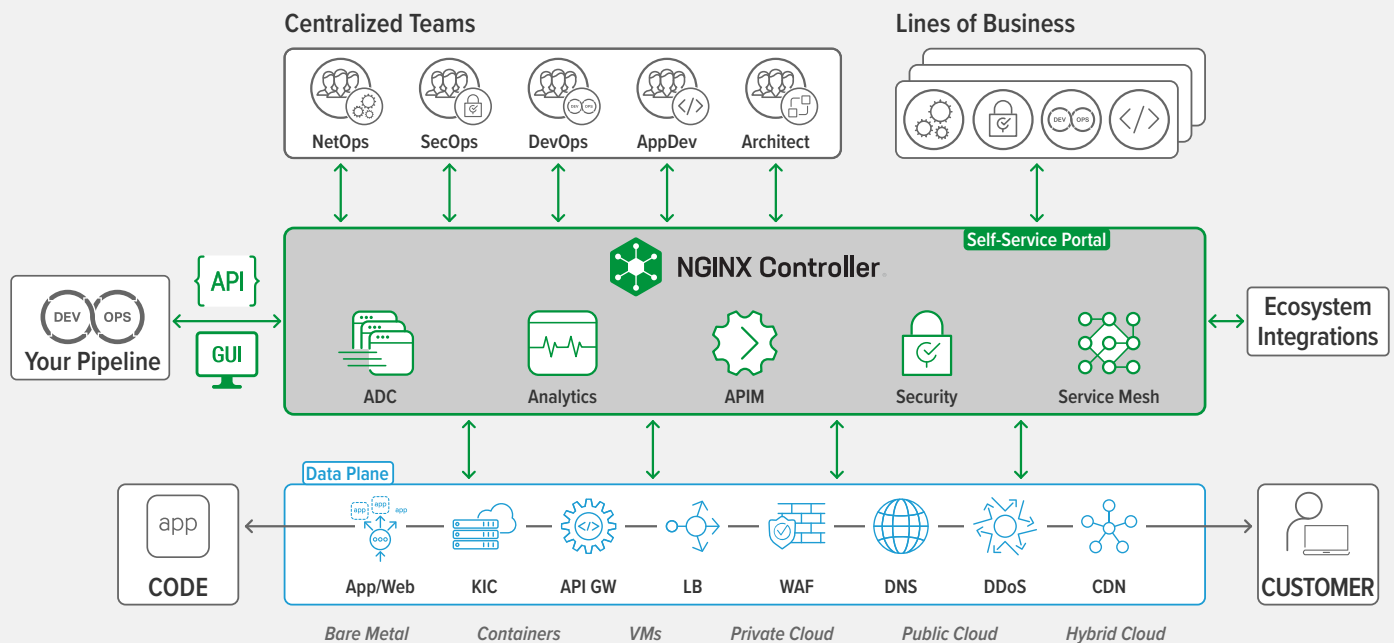 Centralized Teams
Lines of Business
DEV OPS
DEV OPS
</>
</>
NetOps
SecOps
DevOps
AppDev
Architect
Self-Service Portal
NGINX Controller
{API}
DEV OPS
Your Pipeline
GUI
Ecosystem
Integrations
ADC
Analytics
APIM
Security
Service Mesh
Data Plane
app
app
app
app
</>
CODE
App/Web
KIC
API GW
LB
WAF
DNS
DDoS
CDN
CUSTOMER
Bare Metal
Containers
VMs
Private Cloud
Public Cloud
Hybrid Cloud